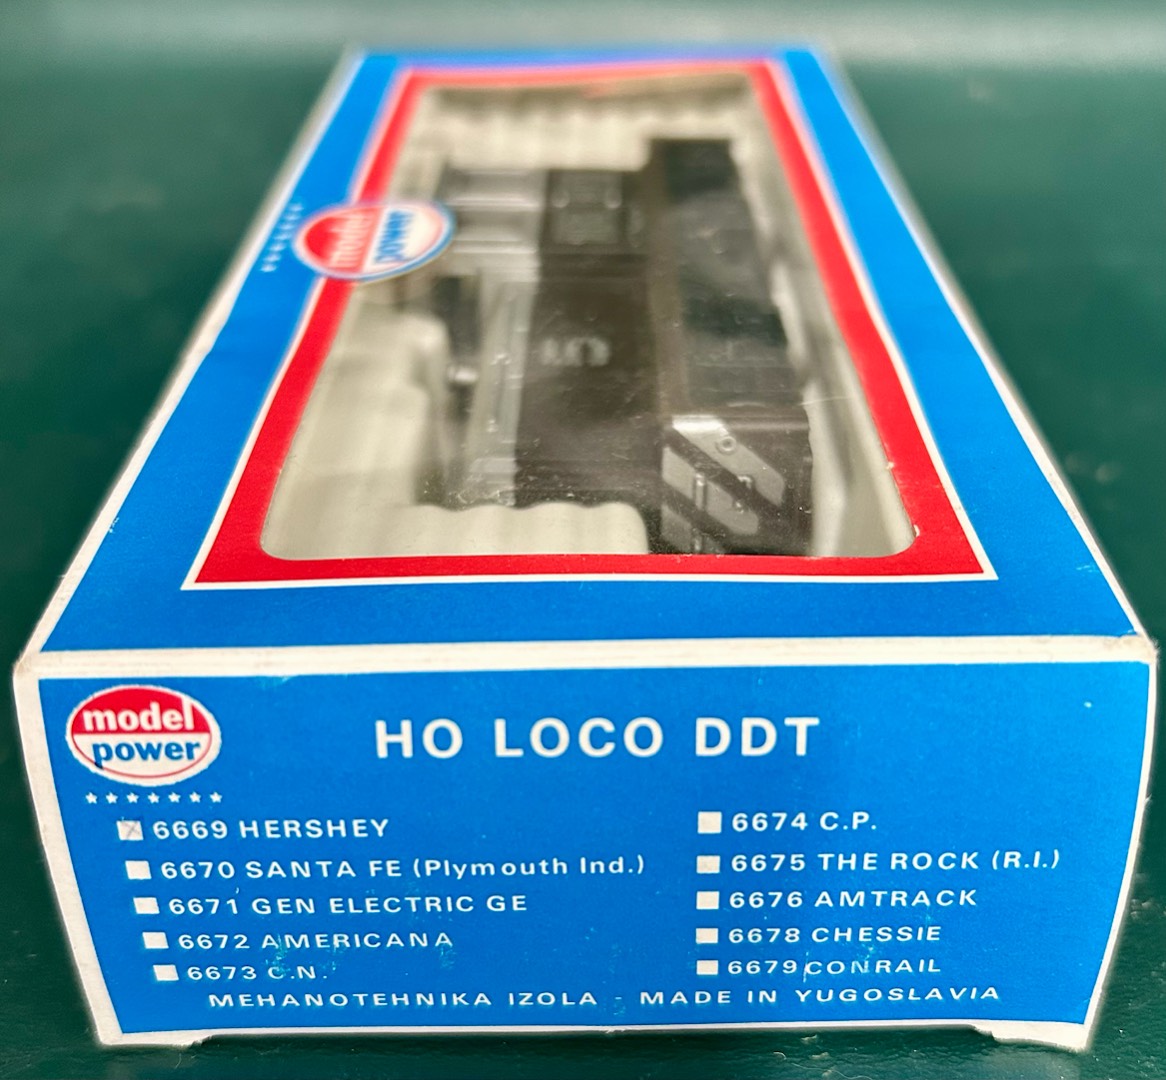 model
power
model
power
HO LOCO DDT
6669 HERSHEY
6670 SANTA FE (Plymouth Ind.)
6671 GEN ELECTRIC GE
6672 AMERICANA
6673 C.N.
6674 C.P.
6675 THE ROCK (R.I.)
6676 AMTRACK
6678 CHESSIE
6679 CONRAIL
MEHANOTEHNIKA IZOLA - MADE IN YUGOSLAVIA